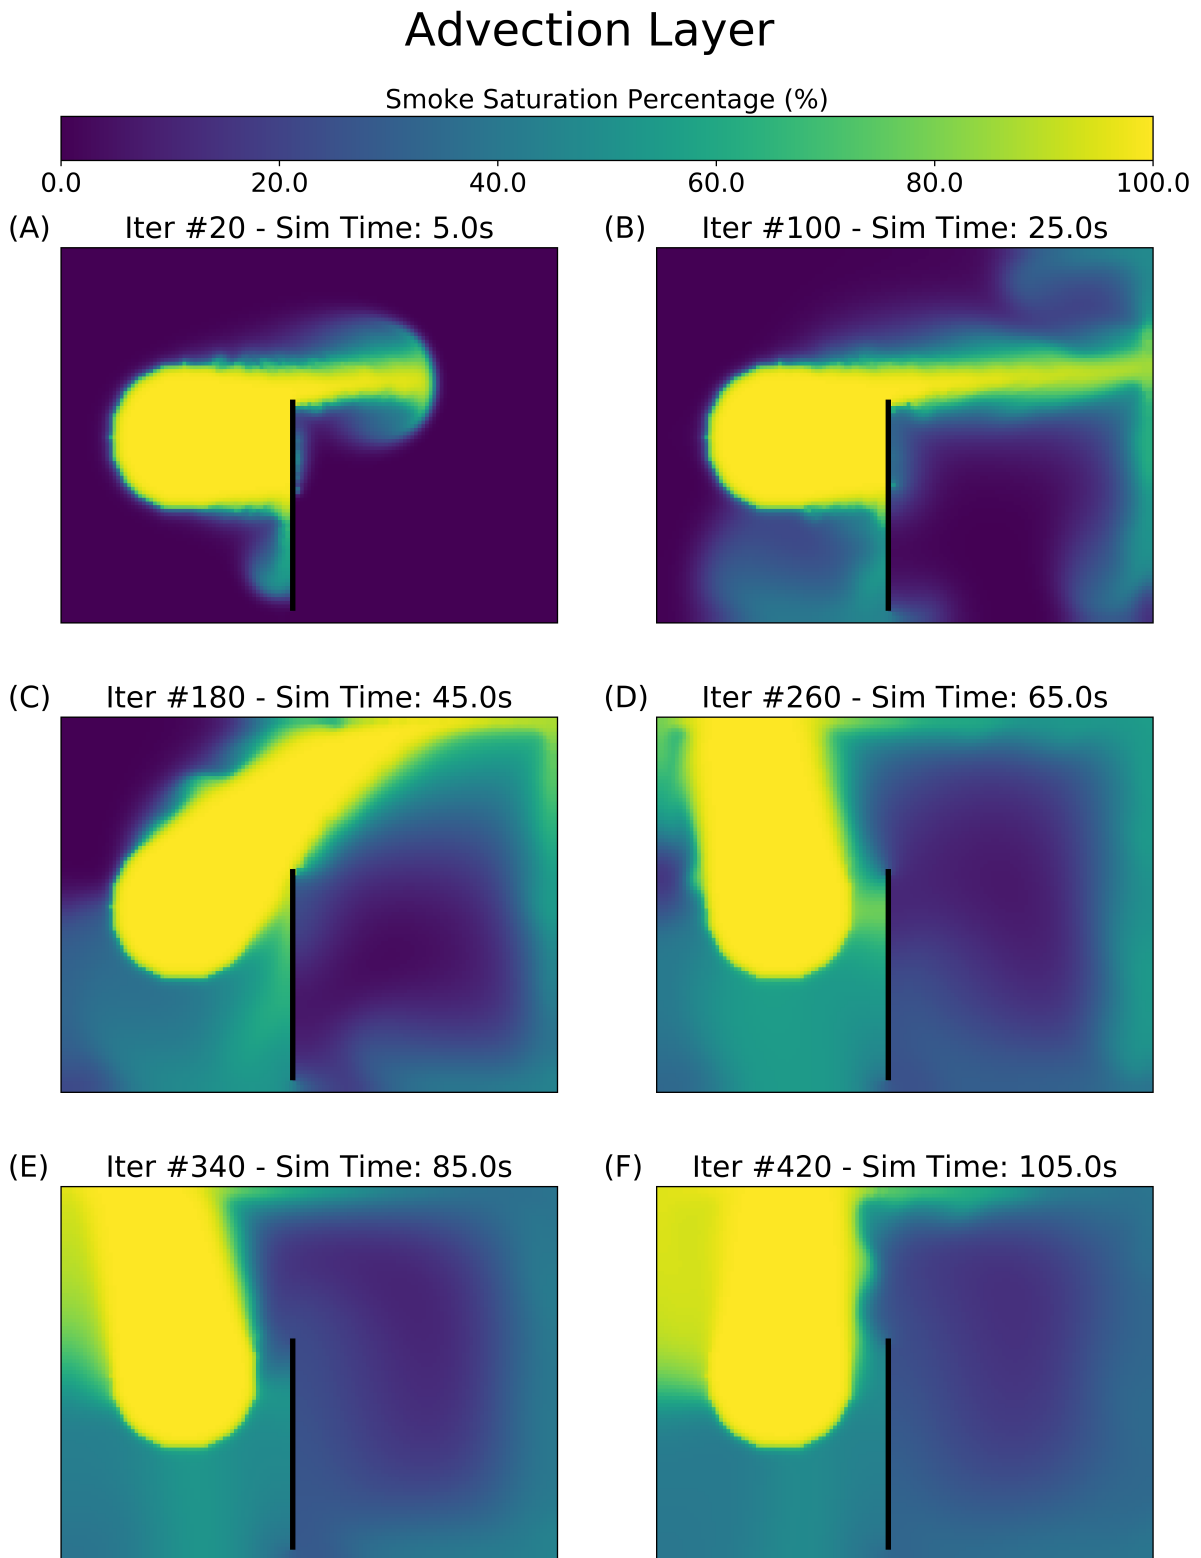 Advection Layer
Smoke Saturation Percentage (%)
0.0 20.0 40.0 60.0 80.0 100.0
(A) Iter #20 - Sim Time: 5.0s
(B) Iter #100 - Sim Time: 25.0s
(C) Iter #180 - Sim Time: 45.0s
(D) Iter #260 - Sim Time: 65.0s
(E) Iter #340 - Sim Time: 85.0s
(F) Iter #420 - Sim Time: 105.0s